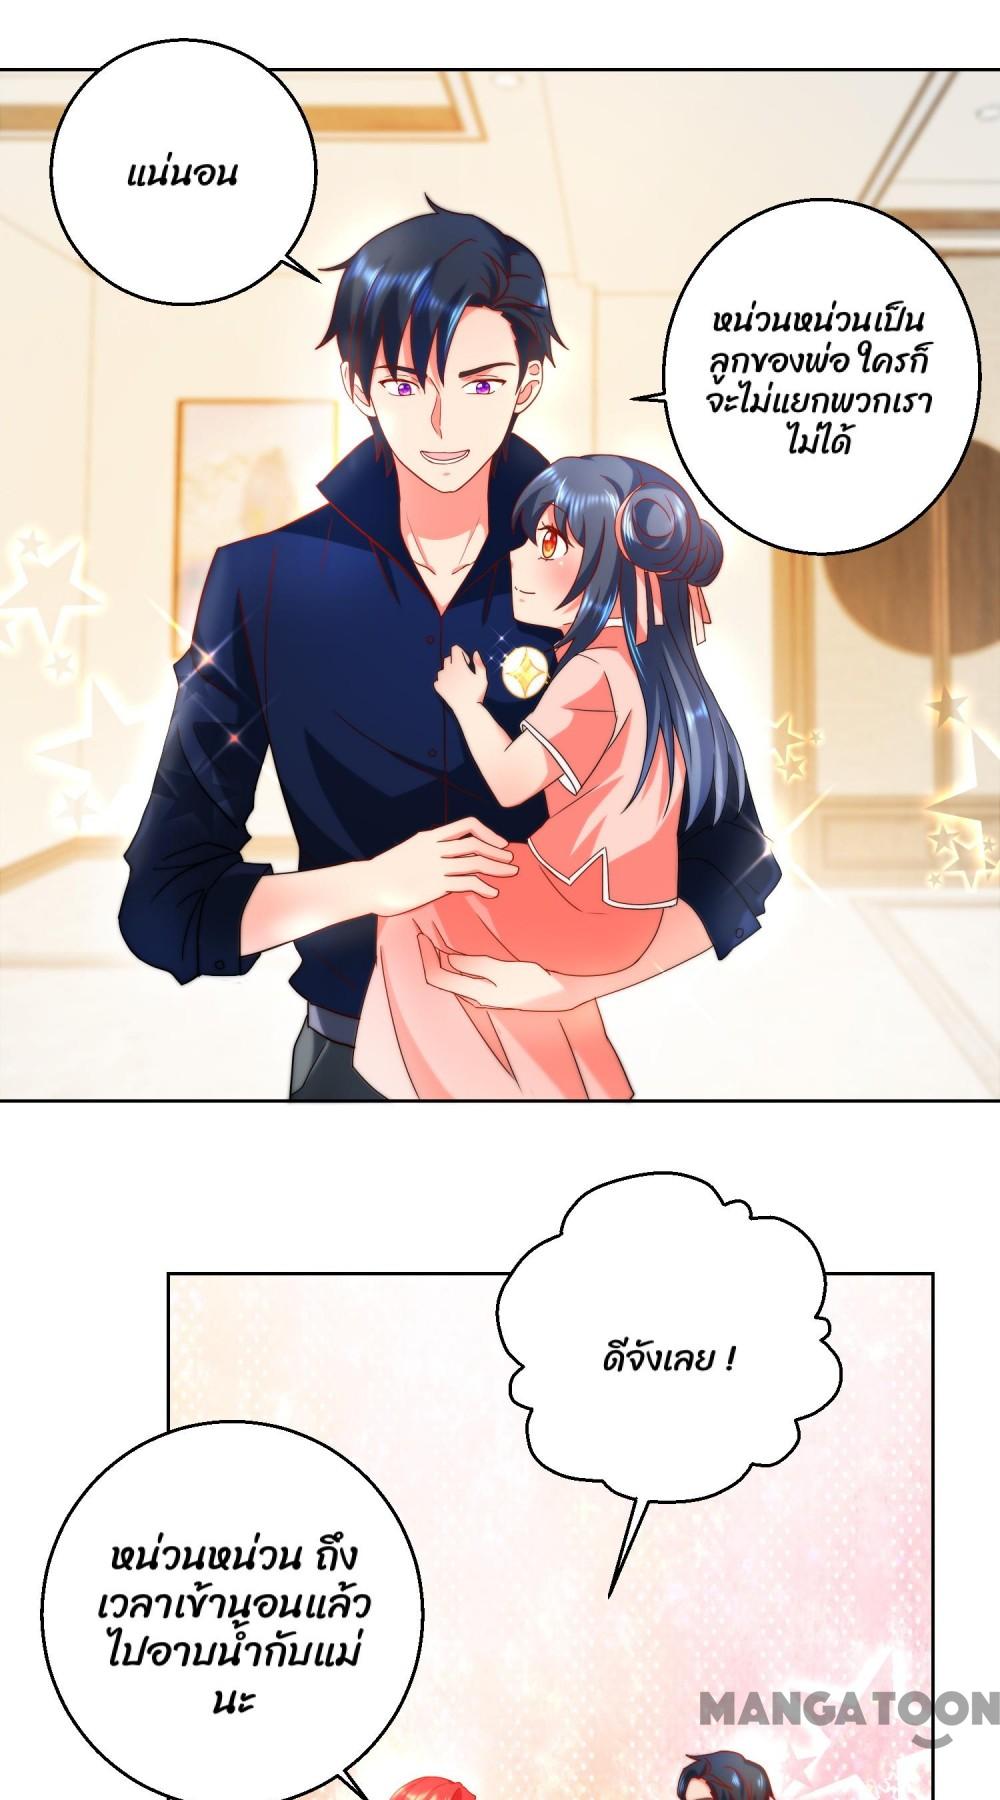 แน่นอน
หน่วนหน่วนเป็น
ลูกของพ่อ ใครก็
จะไม่แยกพวกเรา
ไม่ได้
ดีจังเลย !
หน่วนหน่วน ถึง
เวลาเข้านอนแล้ว
ไปอาบน้ำกับแม่
นะ
MANGATOON